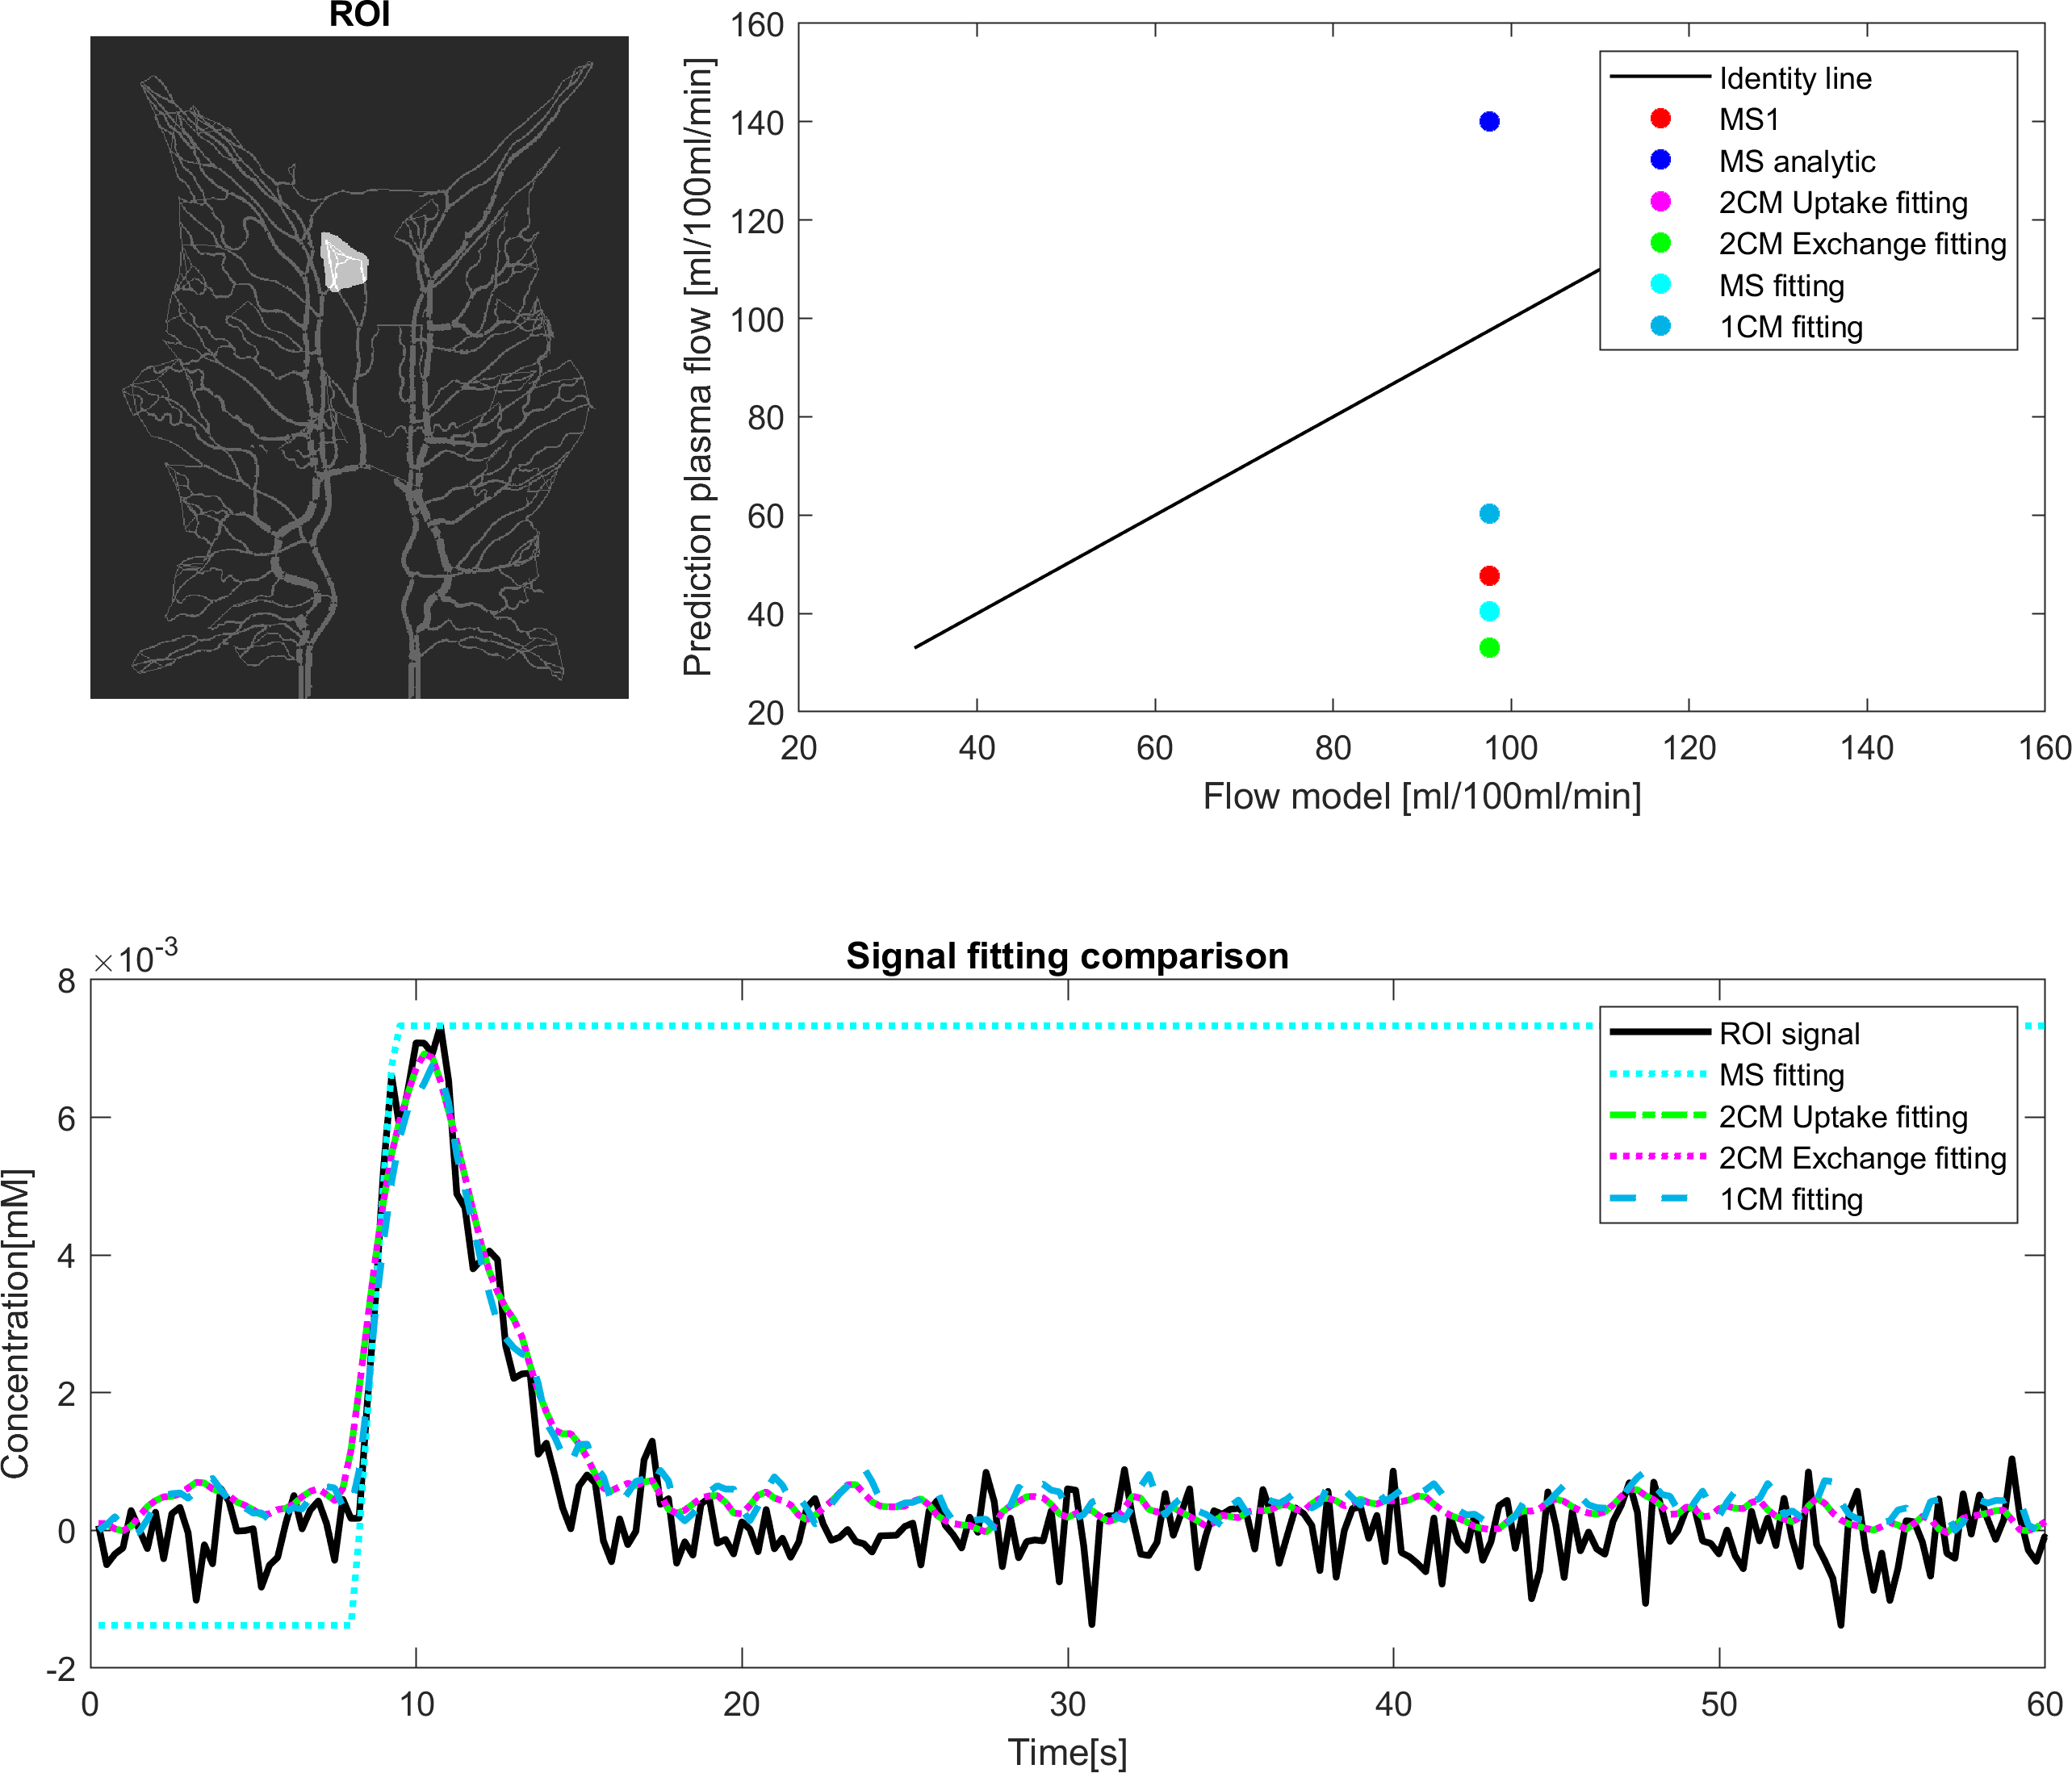 ROI
160
140
120
100
80
60
40
20
Prediction plasma flow [ml/100ml/min]
Identity line
MS1
MS analytic
2CM Uptake fitting
2CM Exchange fitting
MS fitting
1CM fitting
20 40 60 80 100 120 140 160
Flow model [ml/100ml/min]
Signal fitting comparison
×10⁻³
8
6
4
2
0
-2
Concentration[mM]
ROI signal
MS fitting
2CM Uptake fitting
2CM Exchange fitting
1CM fitting
0 10 20 30 40 50 60
Time[s]